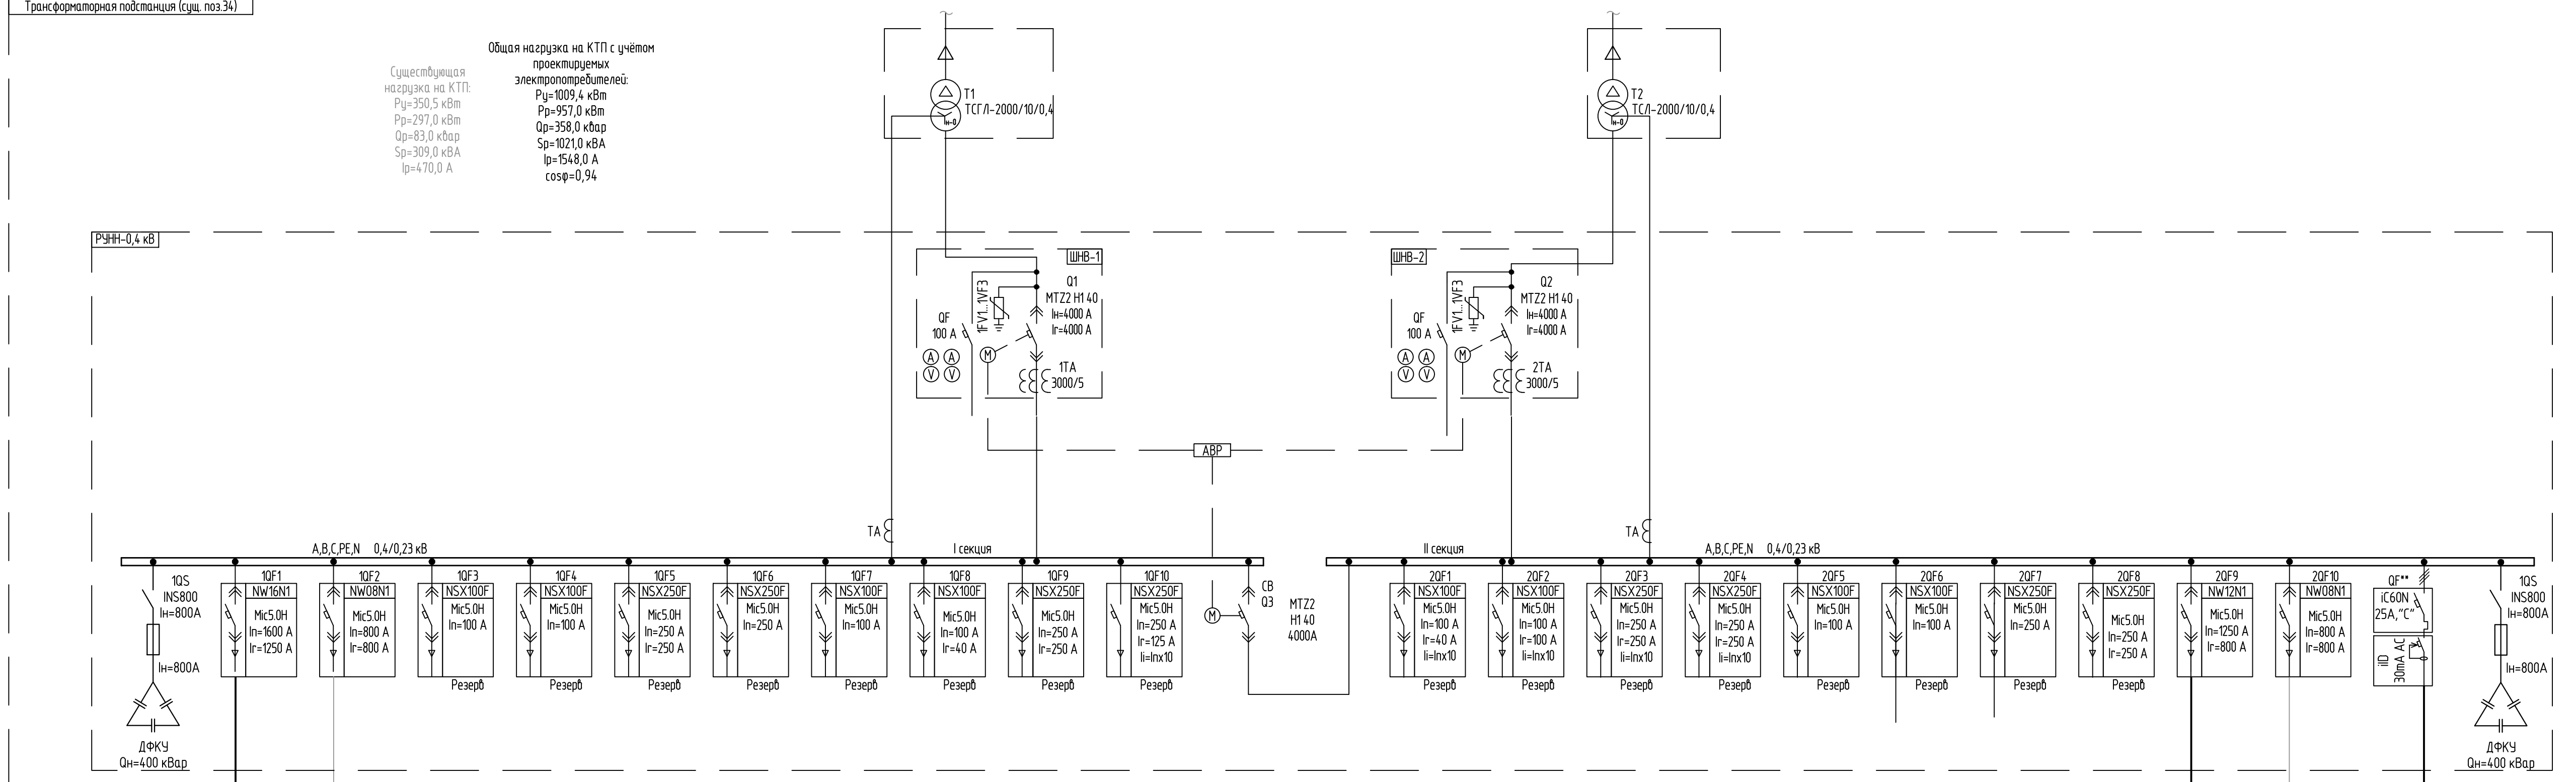 Трансформаторная подстанция (сущ. поз.34)
Существующая
нагрузка на КТП:
Ру=350,5 кВт
Рр=297,0 кВт
Qр=83,0 квар
Sр=309,0 кВА
Iр=470,0 А
Общая нагрузка на КТП с учётом
проектируемых
электропотребителей:
Ру=1009,4 кВт
Рр=957,0 кВт
Qр=358,0 квар
Sр=1021,0 кВА
Iр=1548,0 А
cosφ=0,94
Т1
ТСГЛ-2000/10/0,4
Т2
ТСЛ-2000/10/0,4
РУНН-0,4 кВ
ШНВ-1
Q1
MTZ2 H1 40
Iн=4000 А
Ir=4000 А
1FV1...1VF3
QF
100 А
A A
V V
M
1ТА
3000/5
ШНВ-2
Q2
MTZ2 H1 40
Iн=4000 А
Ir=4000 А
1FV1...1VF3
QF
100 А
A A
V V
M
2ТА
3000/5
АВР
ТА
ТА
A,B,C,PE,N 0,4/0,23 кВ
I секция
II секция
A,B,C,PE,N 0,4/0,23 кВ
1QS
INS800
Iн=800А
Iн=800А
ДФКУ
Qн=400 кВар
1QF1
NW16N1
Mic5.0H
In=1600 А
Ir=1250 А
1QF2
NW08N1
Mic5.0H
In=800 А
Ir=800 А
1QF3
NSX100F
Mic5.0H
In=100 А
Резерв
1QF4
NSX100F
Mic5.0H
In=100 А
Резерв
1QF5
NSX250F
Mic5.0H
In=250 А
Ir=250 А
Резерв
1QF6
NSX250F
Mic5.0H
In=250 А
Резерв
1QF7
NSX100F
Mic5.0H
In=100 А
Резерв
1QF8
NSX100F
Mic5.0H
In=100 А
Ir=40 А
Резерв
1QF9
NSX250F
Mic5.0H
In=250 А
Ir=250 А
Резерв
1QF10
NSX250F
Mic5.0H
In=250 А
Ir=125 А
Ii=Inx10
Резерв
СВ
Q3
M
MTZ2
H1 40
4000А
2QF1
NSX100F
Mic5.0H
In=100 А
Ir=40 А
Ii=Inx10
Резерв
2QF2
NSX100F
Mic5.0H
In=100 А
Ir=100 А
Ii=Inx10
Резерв
2QF3
NSX250F
Mic5.0H
In=250 А
Ir=250 А
Ii=Inx10
Резерв
2QF4
NSX250F
Mic5.0H
In=250 А
Ir=250 А
Ii=Inx10
Резерв
2QF5
NSX100F
Mic5.0H
In=100 А
Резерв
2QF6
NSX100F
Mic5.0H
In=100 А
Резерв
2QF7
NSX250F
Mic5.0H
In=250 А
Резерв
2QF8
NSX250F
Mic5.0H
In=250 А
Ir=250 А
Резерв
2QF9
NW12N1
Mic5.0H
In=1250 А
Ir=800 А
2QF10
NW08N1
Mic5.0H
In=800 А
Ir=800 А
QF**
iC60N
25А,"С"
iID
30mA AC
1QS
INS800
Iн=800А
Iн=800А
ДФКУ
Qн=400 кВар